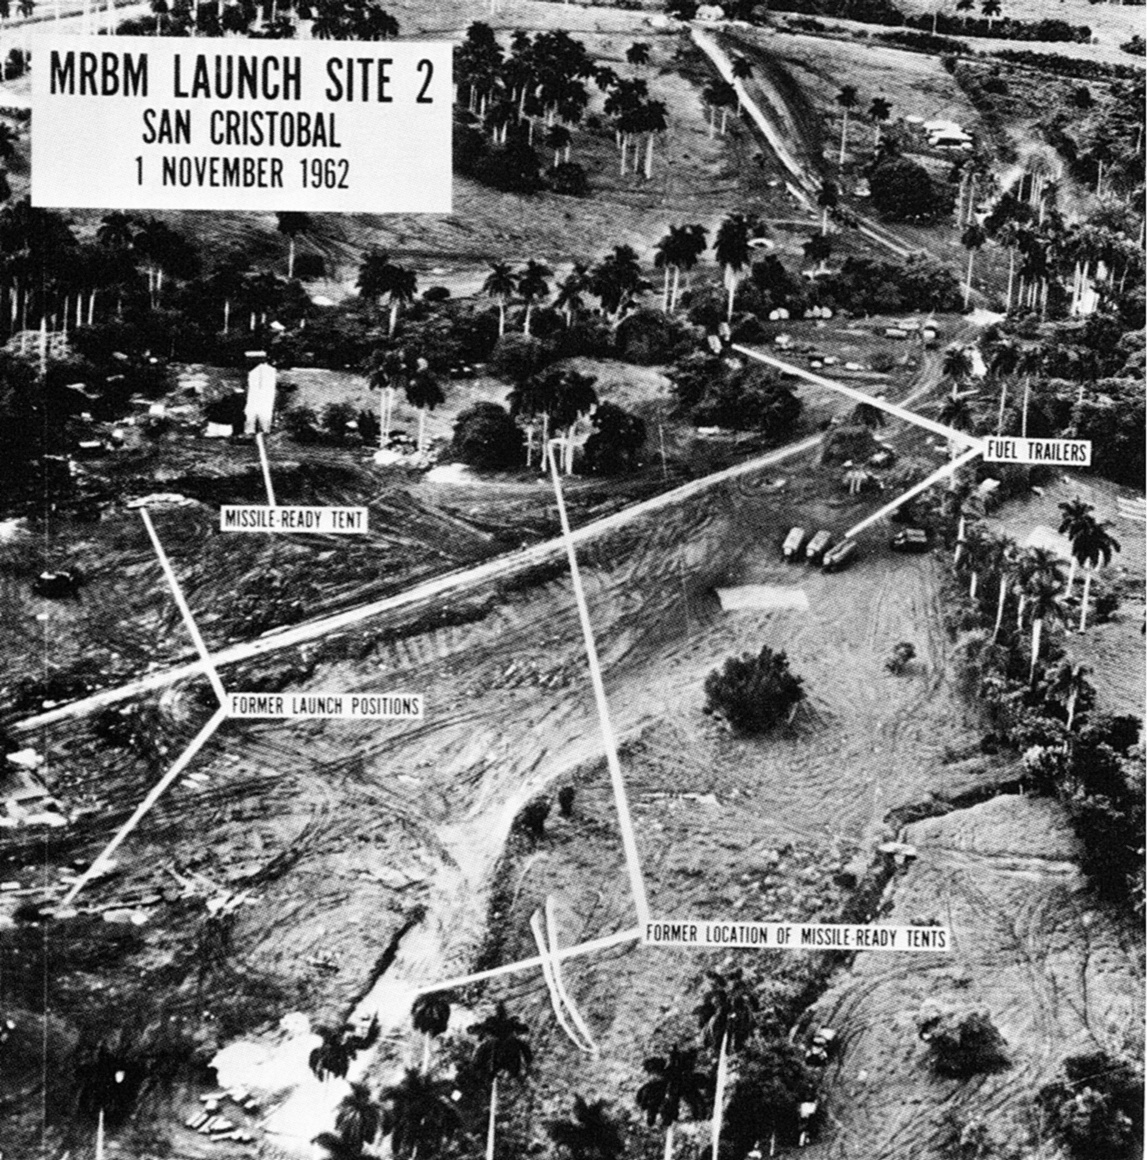 MRBM LAUNCH SITE 2
SAN CRISTOBAL
1 NOVEMBER 1962
FUEL TRAILERS
MISSILE-READY TENT
FORMER LAUNCH POSITIONS
FORMER LOCATION OF MISSILE-READY TENTS